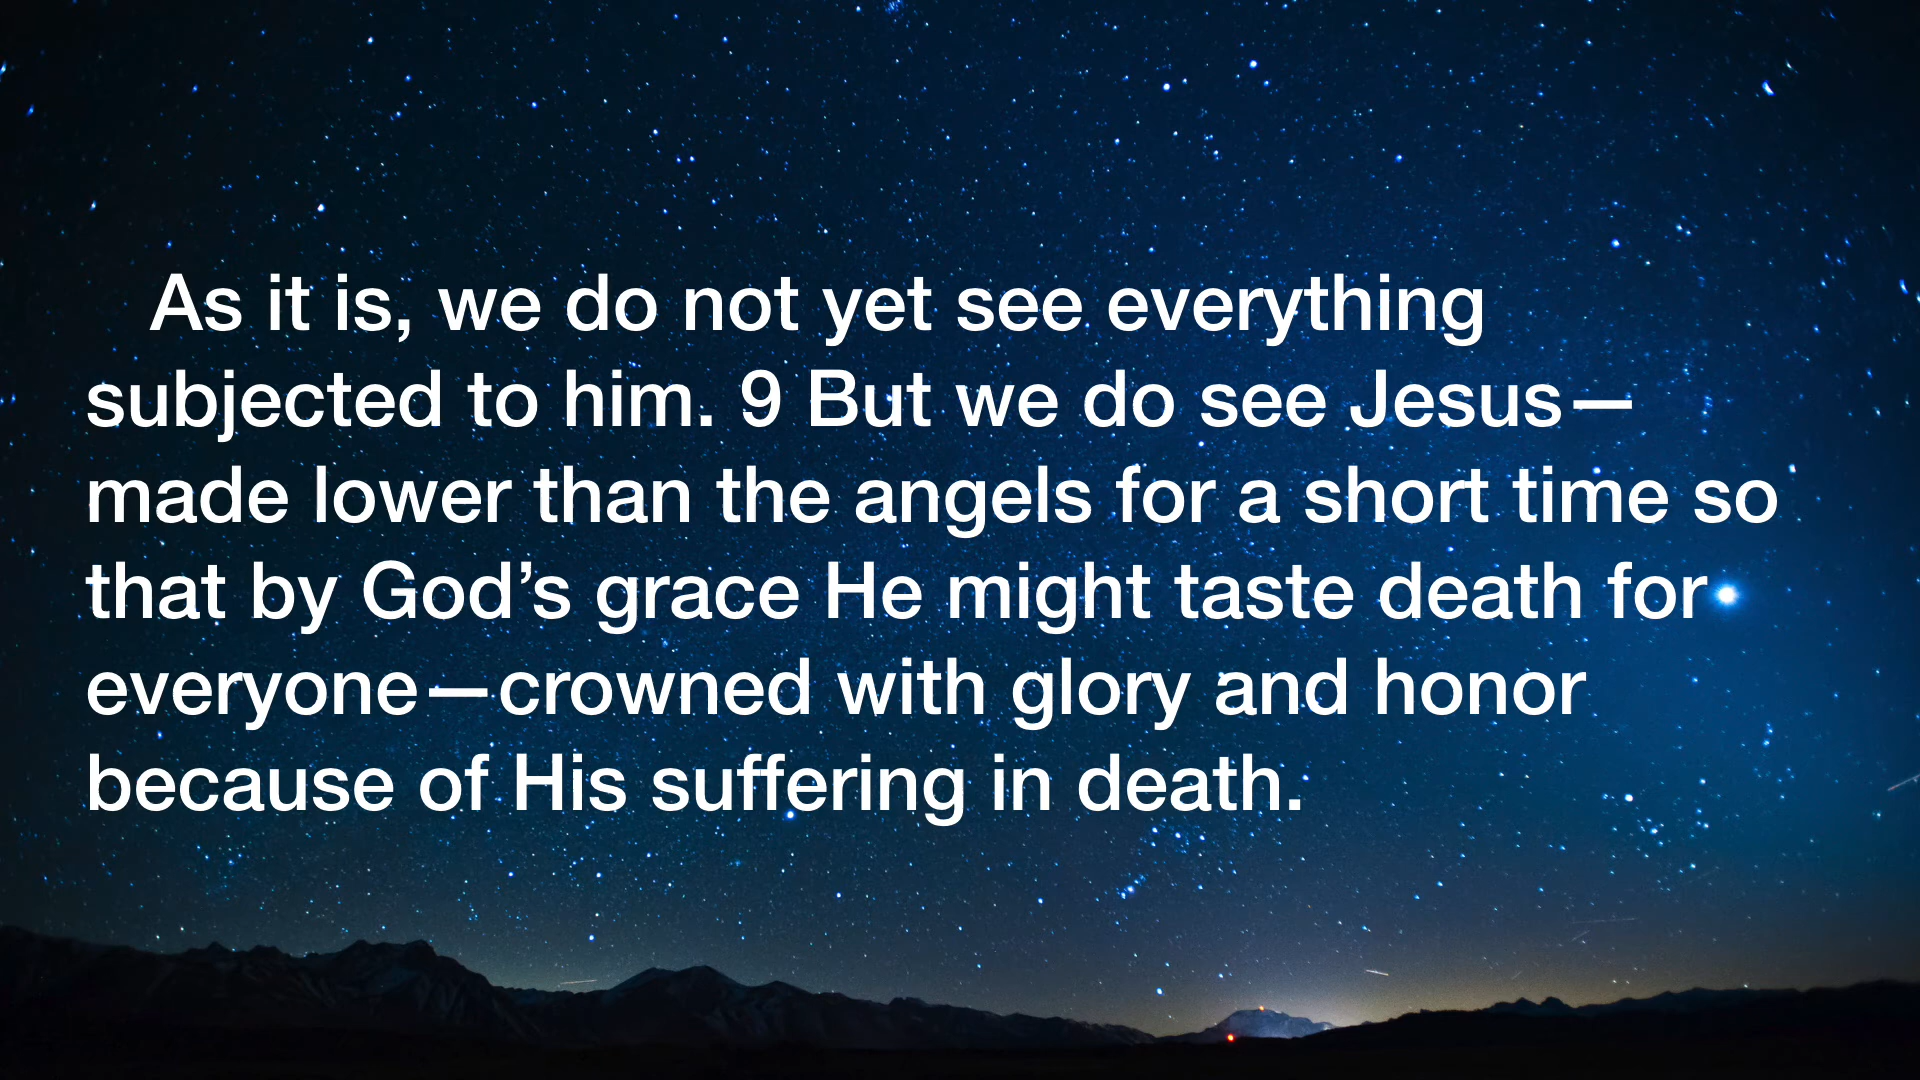 As it is, we do not yet see everything
subjected to him. 9 But we do see Jesus—
made lower than the angels for a short time so
that by God’s grace He might taste death for
everyone—crowned with glory and honor
because of His suffering in death.